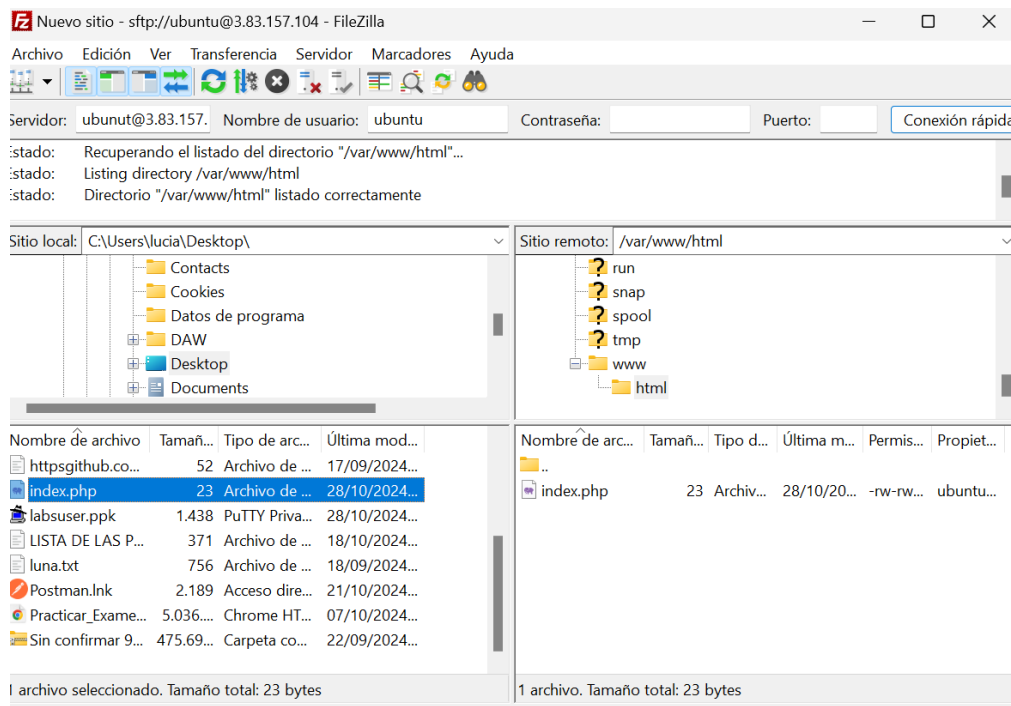 Nuevo sitio - sftp://ubuntu@3.83.157.104 - FileZilla
Archivo Edición Ver Transferencia Servidor Marcadores Ayuda
Servidor: ubunut@3.83.157. Nombre de usuario: ubuntu Contraseña: Puerto: Conexión rápida
Estado: Recuperando el listado del directorio "/var/www/html"...
Estado: Listing directory /var/www/html
Estado: Directorio "/var/www/html" listado correctamente
Sitio local: C:\Users\lucia\Desktop\
Contacts
Cookies
Datos de programa
DAW
Desktop
Documents
Sitio remoto: /var/www/html
run
snap
spool
tmp
www
html
Nombre de archivo Tamañ... Tipo de arc... Última mod...
httpsgithub.co... 52 Archivo de ... 17/09/2024...
index.php 23 Archivo de ... 28/10/2024...
labsuser.ppk 1.438 PuTTY Priva... 28/10/2024...
LISTA DE LAS P... 371 Archivo de ... 18/10/2024...
luna.txt 756 Archivo de ... 18/09/2024...
Postman.lnk 2.189 Acceso dire... 21/10/2024...
Practicar_Exame... 5.036.... Chrome HT... 07/10/2024...
Sin confirmar 9... 475.69... Carpeta co... 22/09/2024...
1 archivo seleccionado. Tamaño total: 23 bytes
Nombre de arc... Tamañ... Tipo d... Última m... Permis... Propiet...
..
index.php 23 Archiv... 28/10/20... -rw-rw... ubuntu...
1 archivo. Tamaño total: 23 bytes